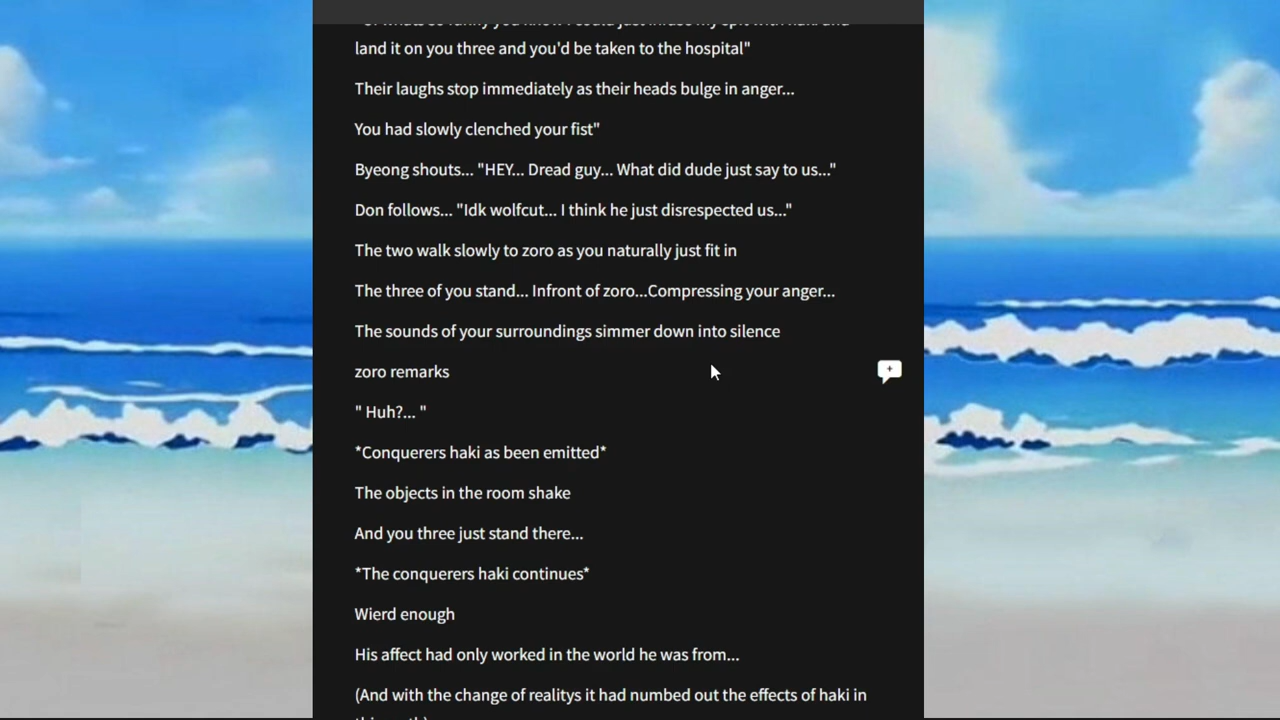 land it on you three and you'd be taken to the hospital"
Their laughs stop immediately as their heads bulge in anger...
You had slowly clenched your fist"
Byeong shouts... "HEY... Dread guy... What did dude just say to us..."
Don follows... "Idk wolfcut... I think he just disrespected us..."
The two walk slowly to zoro as you naturally just fit in
The three of you stand... Infront of zoro...Compressing your anger...
The sounds of your surroundings simmer down into silence
zoro remarks
" Huh?... "
*Conquerers haki as been emitted*
The objects in the room shake
And you three just stand there...
*The conquerers haki continues*
Wierd enough
His affect had only worked in the world he was from...
(And with the change of realitys it had numbed out the effects of haki in